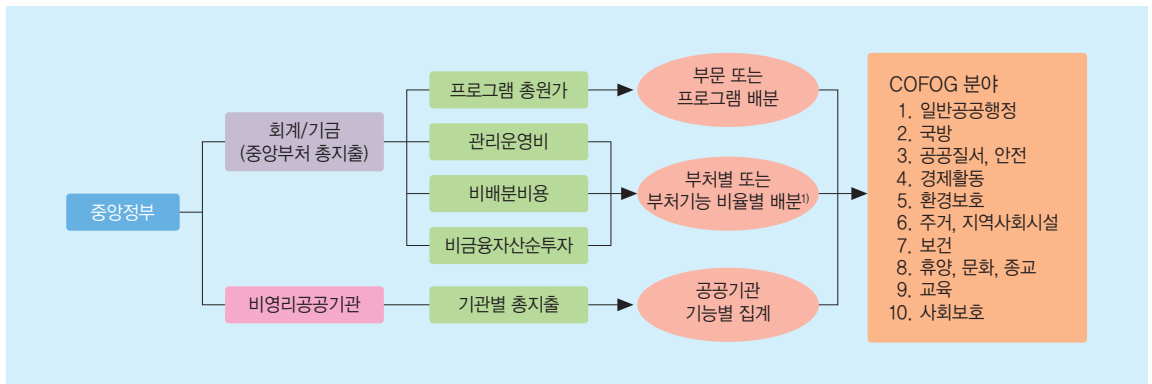 중앙정부
회계/기금
(중앙부처 총지출)
비영리공공기관
프로그램 총원가
관리운영비
비배분비용
비금융자산순투자
기관별 총지출
부문 또는
프로그램 배분
부처별 또는
부처기능 비율별 배분1)
공공기관
기능별 집계
COFOG 분야
1. 일반공공행정
2. 국방
3. 공공질서, 안전
4. 경제활동
5. 환경보호
6. 주거, 지역사회시설
7. 보건
8. 휴양, 문화, 종교
9. 교육
10. 사회보호